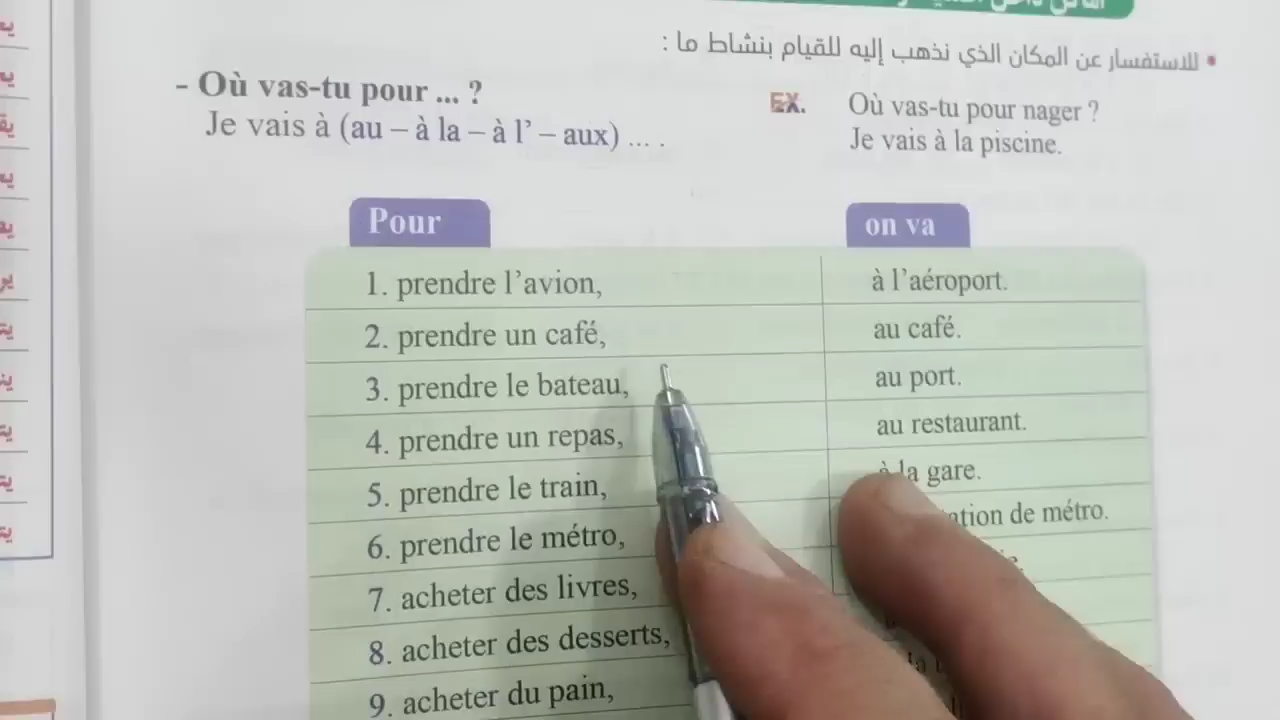 • للاستفسار عن المكان الذي نذهب إليه للقيام بنشاط ما :
- Où vas-tu pour ... ?
Je vais à (au – à la – à l’ – aux) ... .
EX. Où vas-tu pour nager ?
Je vais à la piscine.
Pour on va
1. prendre l’avion, à l’aéroport.
2. prendre un café, au café.
3. prendre le bateau, au port.
4. prendre un repas, au restaurant.
5. prendre le train, à la gare.
6. prendre le métro, de métro.
7. acheter des livres,
8. acheter des desserts,
9. acheter du pain,